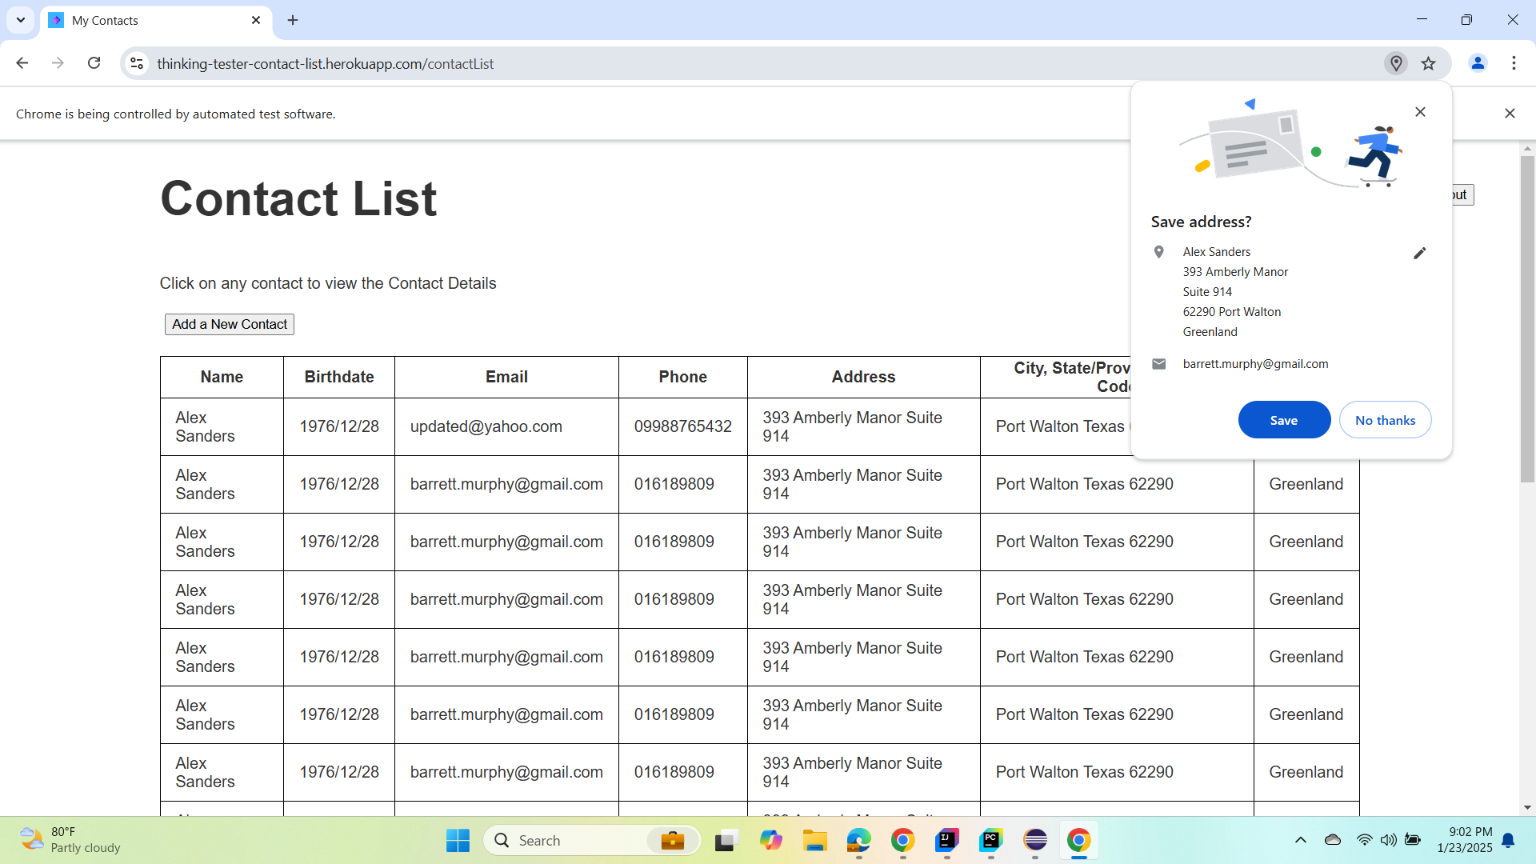 My Contacts
thinking-tester-contact-list.herokuapp.com/contactList
Chrome is being controlled by automated test software.
Contact List
Click on any contact to view the Contact Details
Add a New Contact
Name Birthdate Email Phone Address City, State/Prov
Alex
Sanders
1976/12/28
updated@yahoo.com
09988765432
393 Amberly Manor Suite
914
Port Walton Texas
Alex
Sanders
1976/12/28
barrett.murphy@gmail.com
016189809
393 Amberly Manor Suite
914
Port Walton Texas 62290
Greenland
Alex
Sanders
1976/12/28
barrett.murphy@gmail.com
016189809
393 Amberly Manor Suite
914
Port Walton Texas 62290
Greenland
Alex
Sanders
1976/12/28
barrett.murphy@gmail.com
016189809
393 Amberly Manor Suite
914
Port Walton Texas 62290
Greenland
Alex
Sanders
1976/12/28
barrett.murphy@gmail.com
016189809
393 Amberly Manor Suite
914
Port Walton Texas 62290
Greenland
Alex
Sanders
1976/12/28
barrett.murphy@gmail.com
016189809
393 Amberly Manor Suite
914
Port Walton Texas 62290
Greenland
Alex
Sanders
1976/12/28
barrett.murphy@gmail.com
016189809
393 Amberly Manor Suite
914
Port Walton Texas 62290
Greenland
Save address?
Alex Sanders
393 Amberly Manor
Suite 914
62290 Port Walton
Greenland
barrett.murphy@gmail.com
Save
No thanks
80°F
Partly cloudy
Search
9:02 PM
1/23/2025